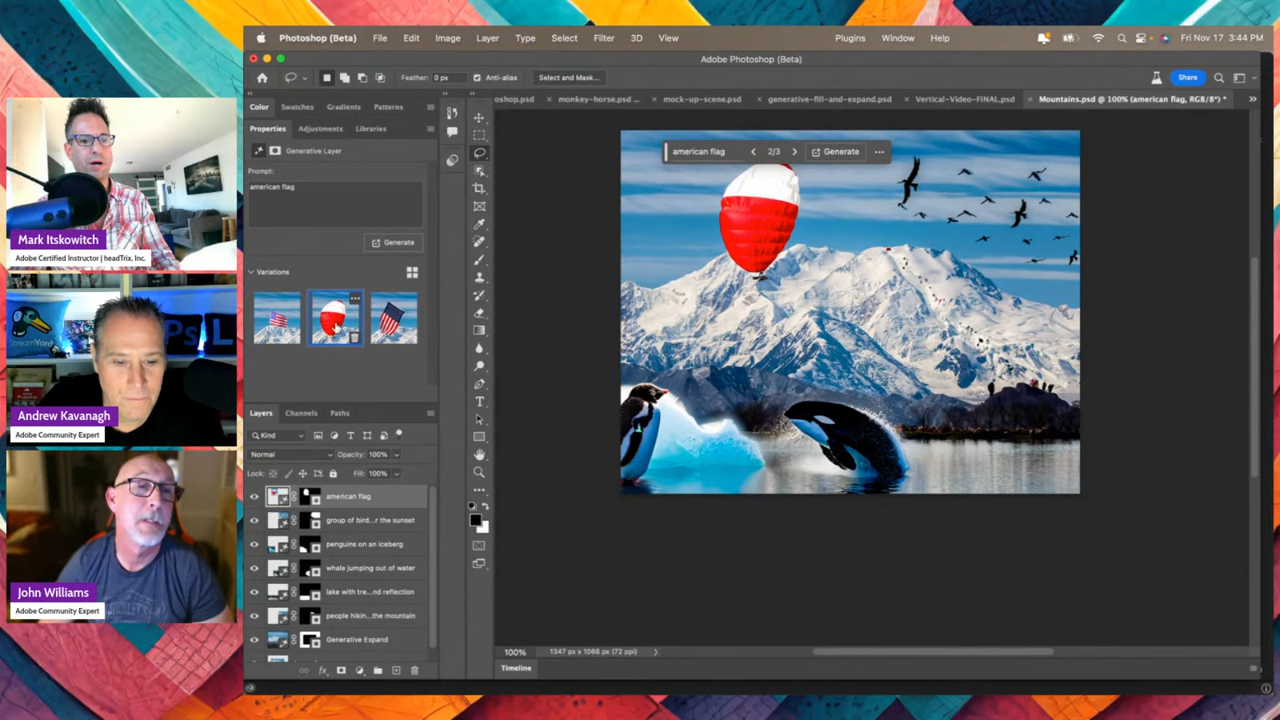 Photoshop (Beta) File Edit Image Layer Type Select Filter 3D View Plugins Window Help Fri Nov 17 3:44 PM
Adobe Photoshop (Beta)
Feather: 0 px Anti-alias Select and Mask... Share
Color Swatches Gradients Patterns
oshop.psd × monkey-horse.psd ... × mock-up-scene.psd × generative-fill-and-expand.psd × Vertical-Video-FINAL.psd × Mountains.psd @ 100% (american flag, RGB/8*) *
Properties Adjustments Libraries
Generative Layer
american flag 2/3 Generate
Prompt:
american flag
Generate
Variations
Mark Itskowitch
Adobe Certified Instructor | headTrix, Inc.
StreamYard
Ps L
Andrew Kavanagh
Adobe Community Expert
John Williams
Adobe Community Expert
Layers Channels Paths
Kind
Normal Opacity: 100%
Lock: Fill: 100%
american flag
group of bird...r the sunset
penguins on an iceberg
whale jumping out of water
lake with tre...nd reflection
people hikin...the mountain
Generative Expand
fx
100% 1347 px x 1066 px (72 ppi)
Timeline